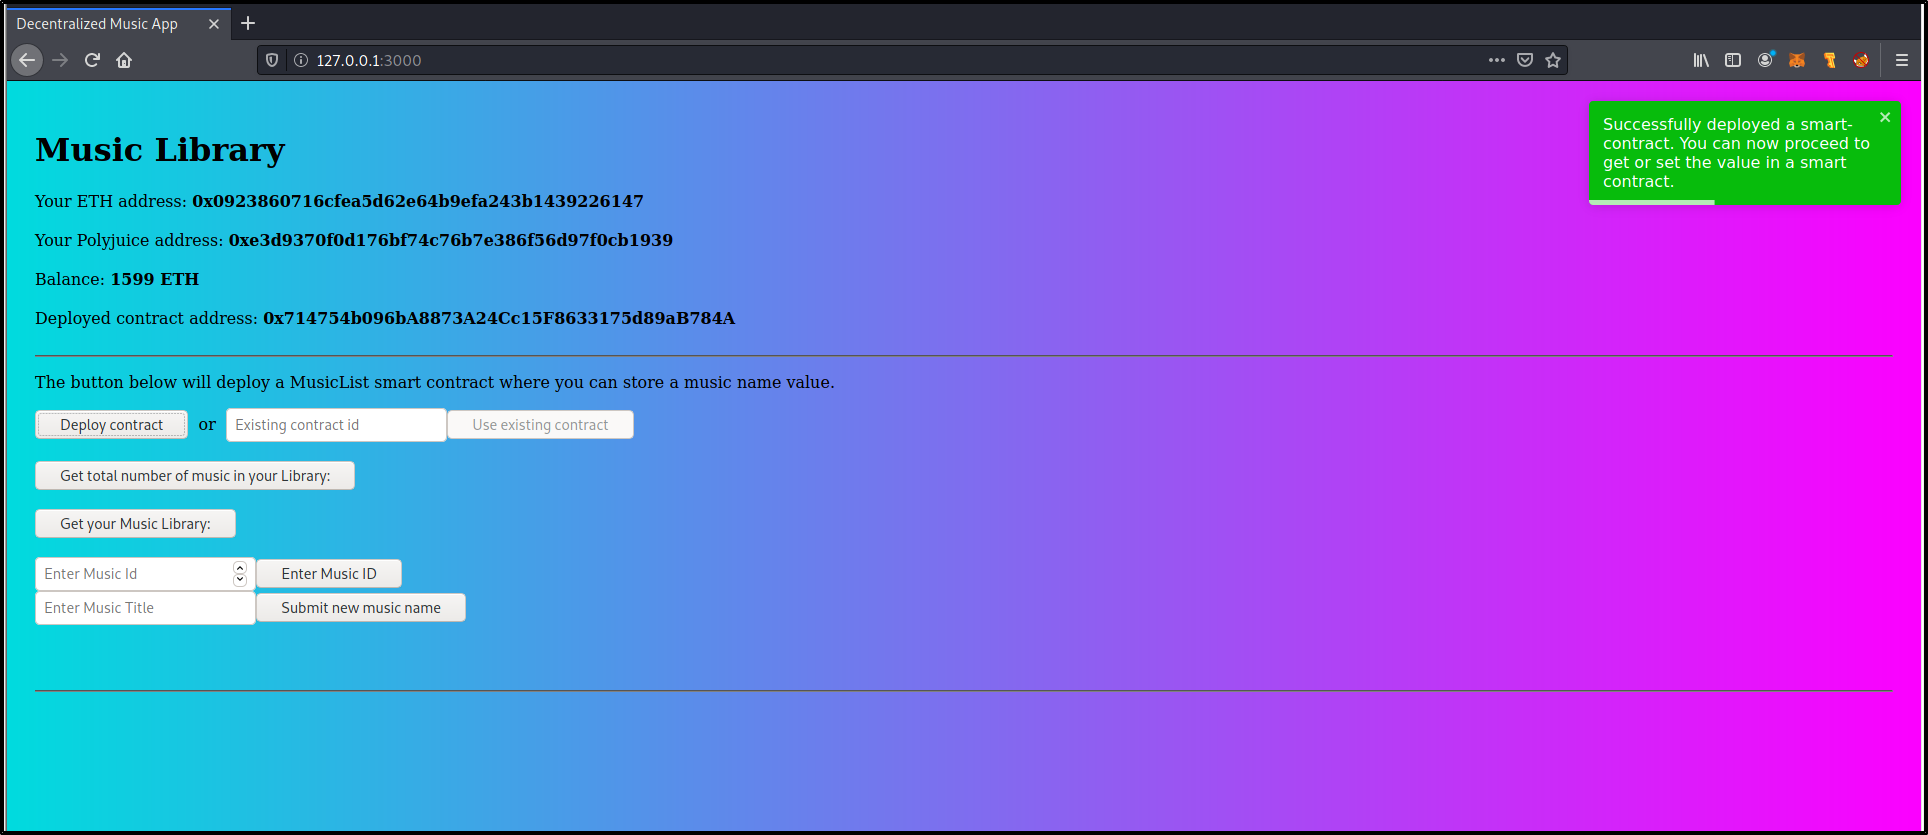 Decentralized Music App
127.0.0.1:3000
Successfully deployed a smart-
contract. You can now proceed to
get or set the value in a smart
contract.
Music Library
Your ETH address: 0x0923860716cfea5d62e64b9efa243b1439226147
Your Polyjuice address: 0xe3d9370f0d176bf74c76b7e386f56d97f0cb1939
Balance: 1599 ETH
Deployed contract address: 0x714754b096bA8873A24Cc15F8633175d89aB784A
The button below will deploy a MusicList smart contract where you can store a music name value.
Deploy contract or Existing contract id Use existing contract
Get total number of music in your Library:
Get your Music Library:
Enter Music Id Enter Music ID
Enter Music Title Submit new music name